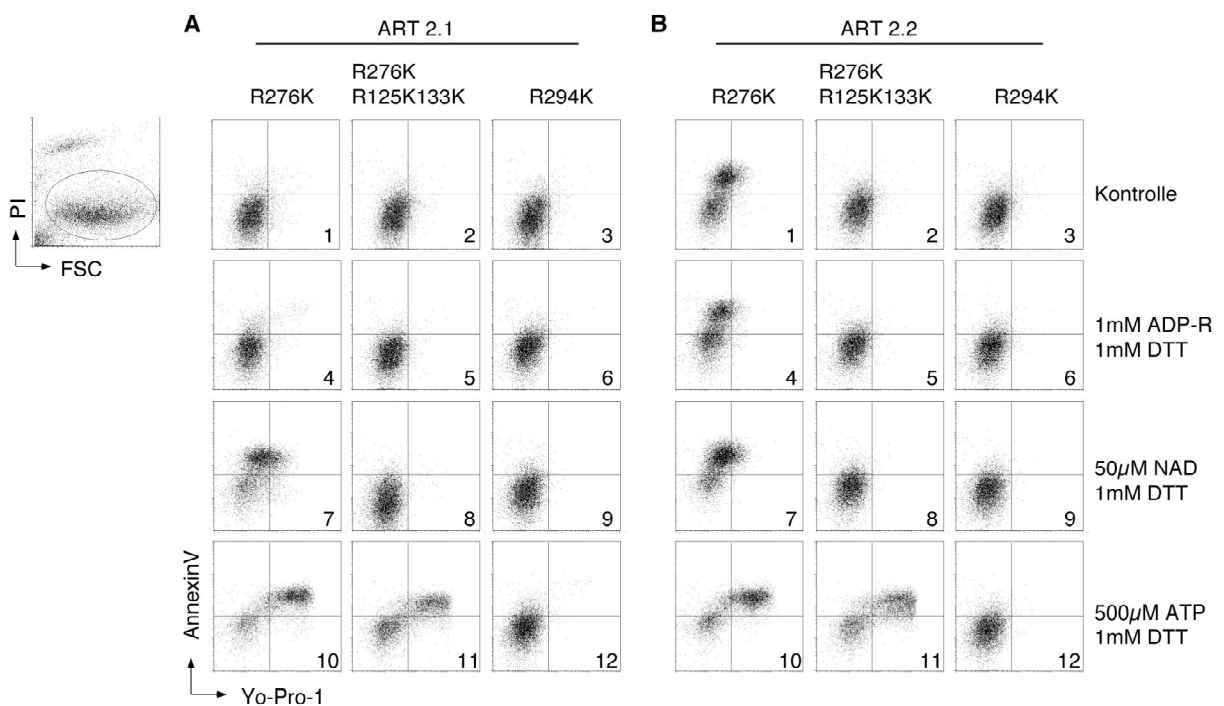 A
ART 2.1
B
ART 2.2
R276K
R276K
R125K133K
R294K
R276K
R276K
R125K133K
R294K
PI
FSC
1
2
3
1
2
3
Kontrolle
4
5
6
4
5
6
1mM ADP-R
1mM DTT
7
8
9
7
8
9
50µM NAD
1mM DTT
AnnexinV
10
11
12
10
11
12
500µM ATP
1mM DTT
Yo-Pro-1